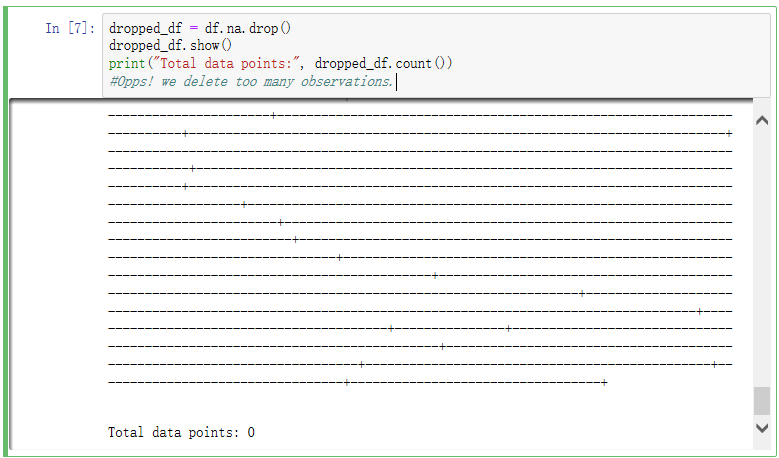 In [7]: dropped_df = df.na.drop()
dropped_df.show()
print("Total data points:", dropped_df.count())
#Opps! we delete too many observations.
Total data points: 0